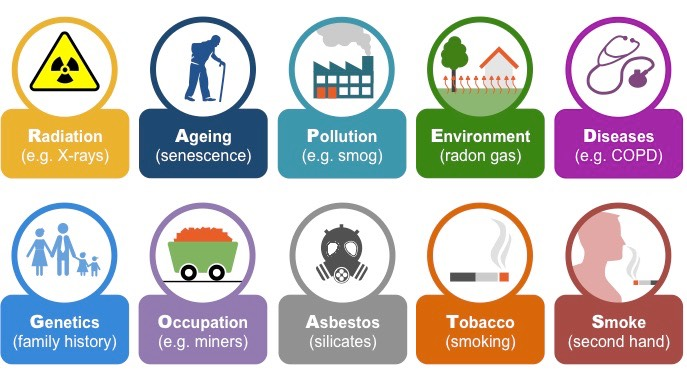 Radiation
(e.g. X-rays)
Ageing
(senescence)
Pollution
(e.g. smog)
Environment
(radon gas)
Diseases
(e.g. COPD)
Genetics
(family history)
Occupation
(e.g. miners)
Asbestos
(silicates)
Tobacco
(smoking)
Smoke
(second hand)